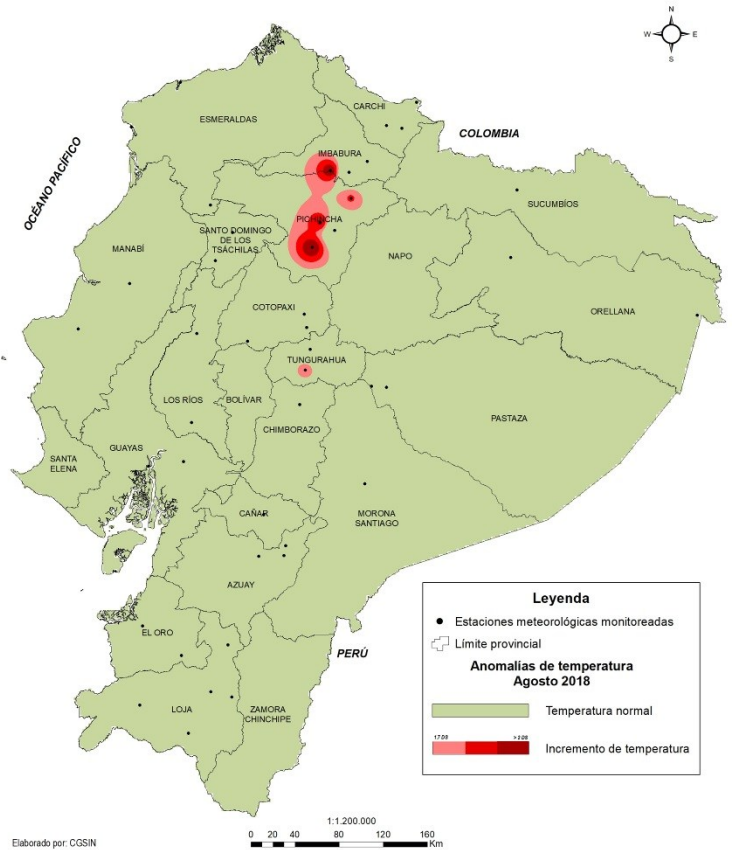 N
W E
S
CARCHI
ESMERALDAS
COLOMBIA
IMBABURA
OCÉANO PACÍFICO
SUCUMBÍOS
PICHINCHA
SANTO DOMINGO
DE LOS
TSÁCHILAS
MANABÍ
NAPO
COTOPAXI
ORELLANA
TUNGURAHUA
LOS RÍOS
BOLÍVAR
PASTAZA
CHIMBORAZO
GUAYAS
SANTA
ELENA
CAÑAR
MORONA
SANTIAGO
AZUAY
EL ORO
PERÚ
LOJA
ZAMORA
CHINCHIPE
Leyenda
Estaciones meteorológicas monitoreadas
Límite provincial
Anomalías de temperatura
Agosto 2018
Temperatura normal
Incremento de temperatura
1:1.200.000
0 20 40 80 120 160
Km
Elaborado por: CGSIN